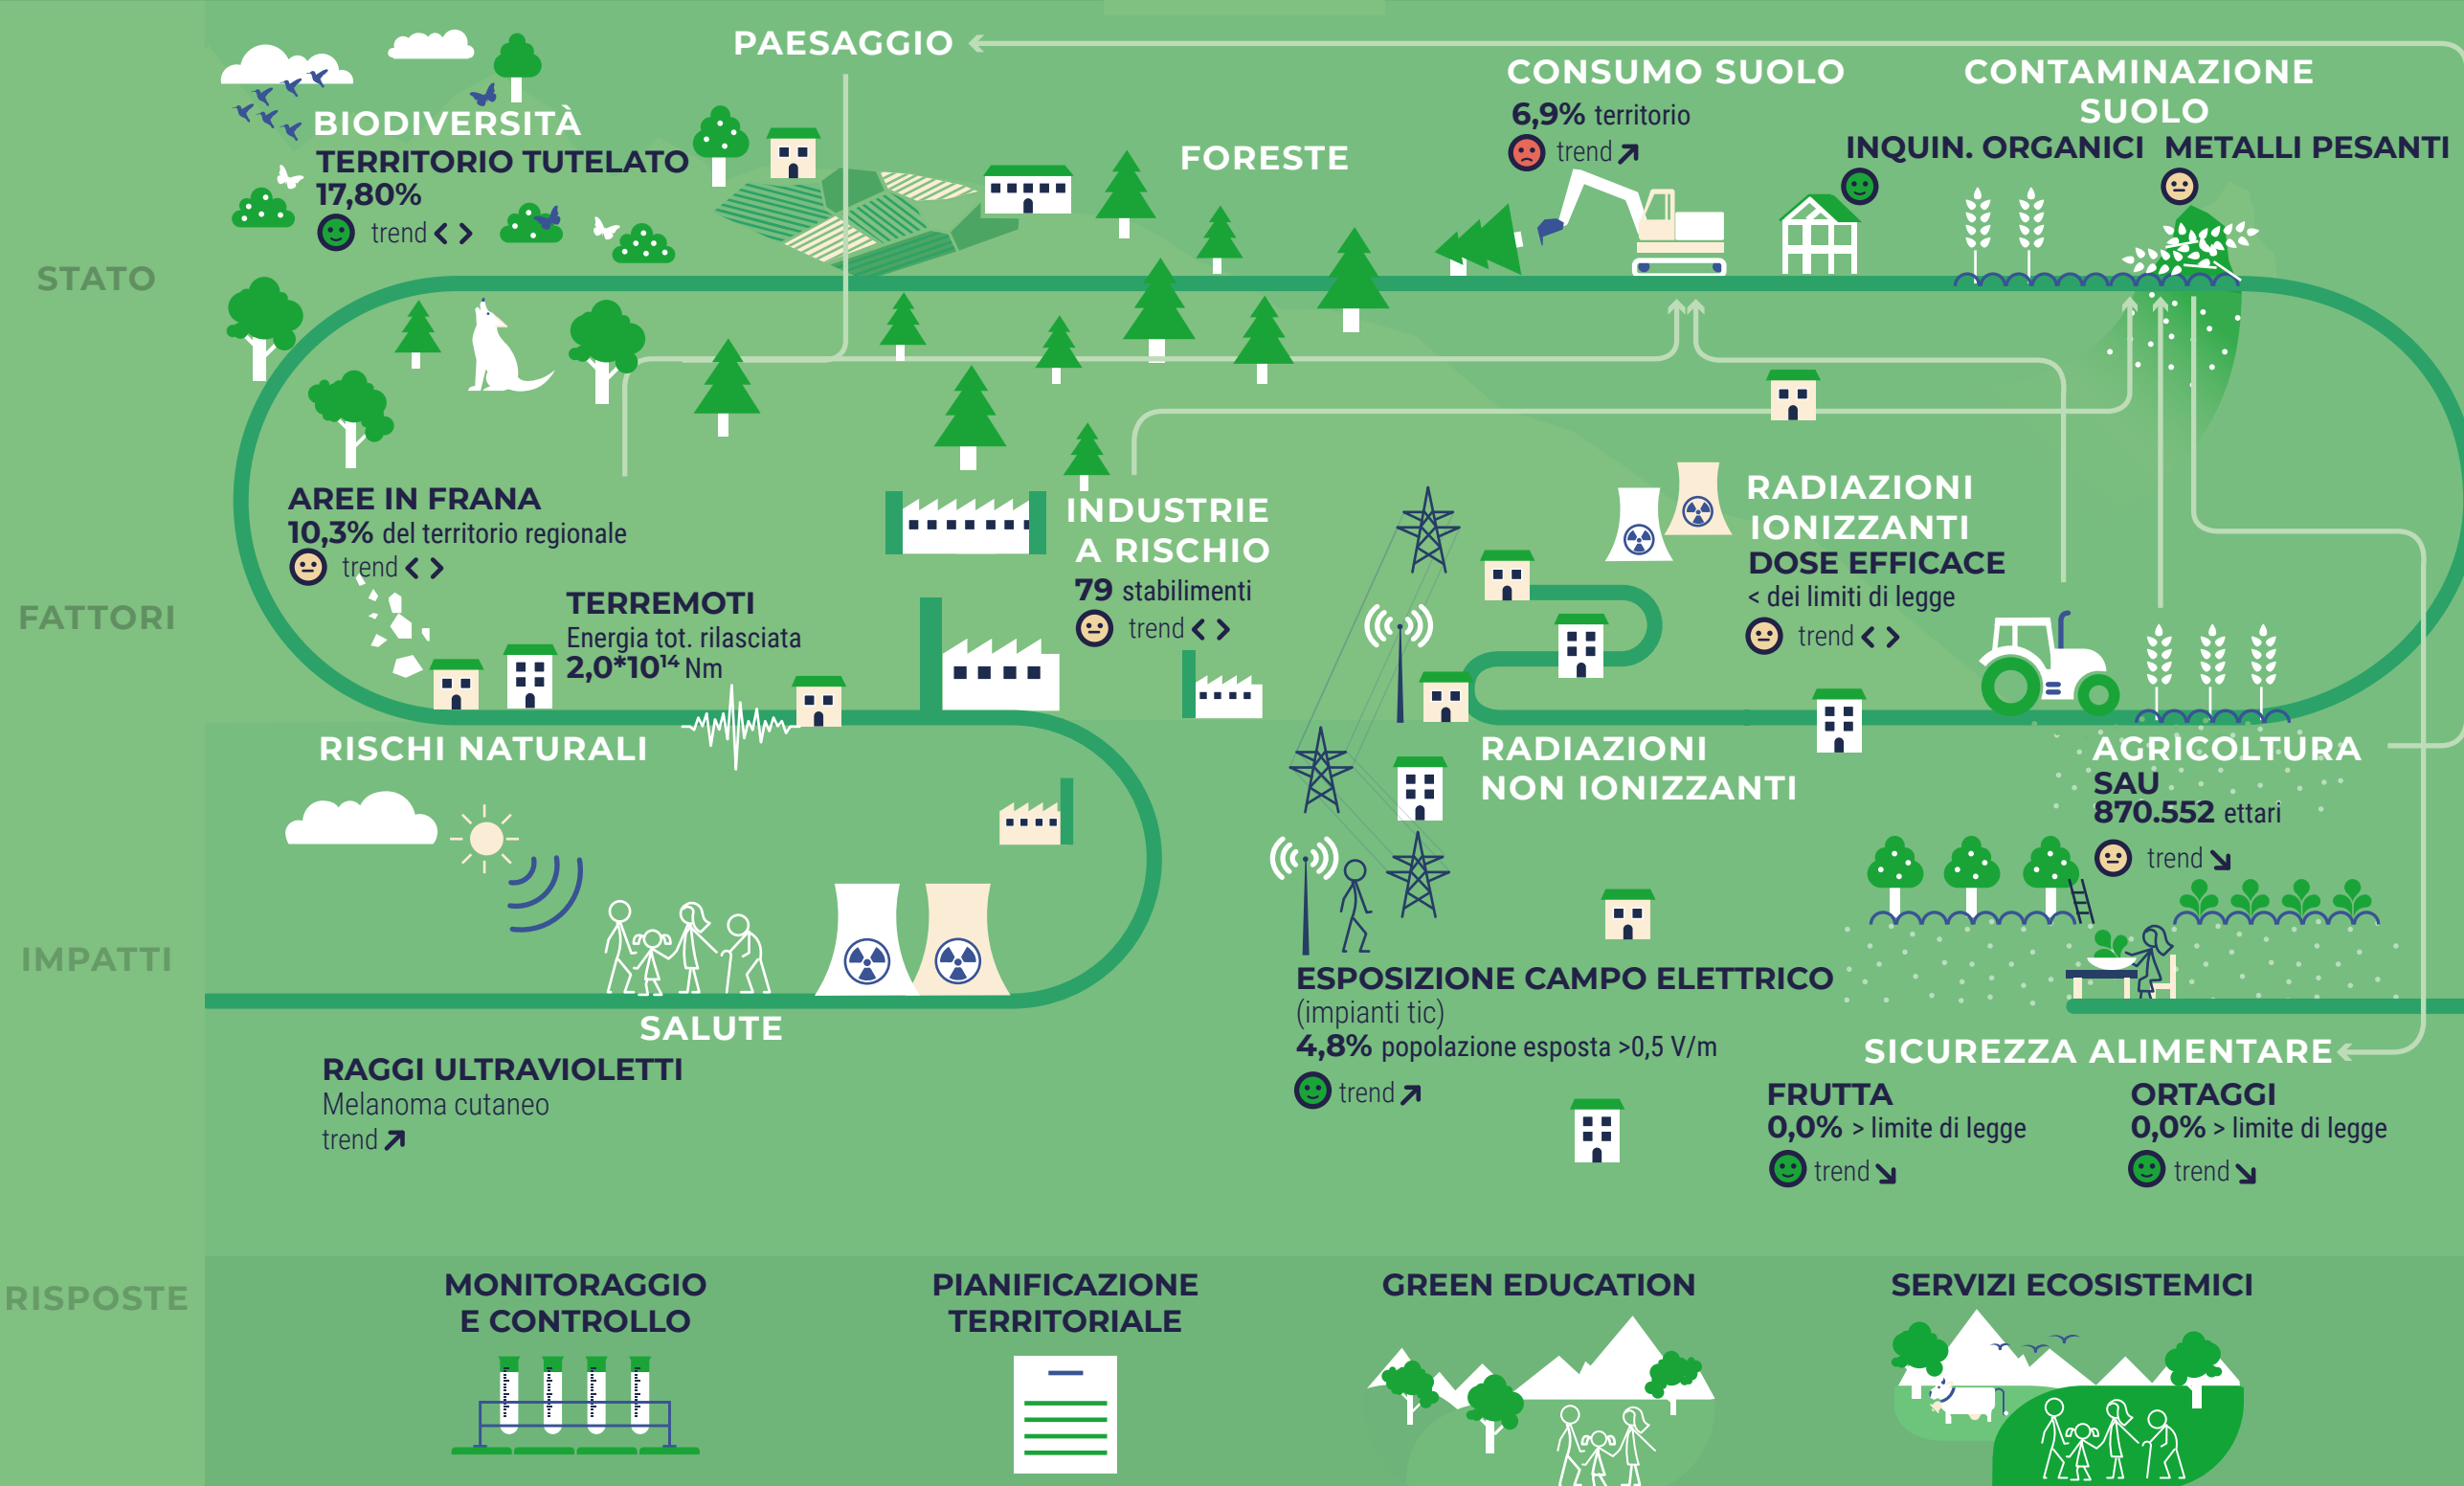 PAESAGGIO
CONSUMO SUOLO
6,9% territorio
trend
CONTAMINAZIONE
SUOLO
INQUIN. ORGANICI
METALLI PESANTI
BIODIVERSITÀ
TERRITORIO TUTELATO
17,80%
trend
FORESTE
STATO
AREE IN FRANA
10,3% del territorio regionale
trend
INDUSTRIE
A RISCHIO
79 stabilimenti
trend
RADIAZIONI
IONIZZANTI
DOSE EFFICACE
< dei limiti di legge
trend
FATTORI
TERREMOTI
Energia tot. rilasciata
2,0*10¹⁴ Nm
RISCHI NATURALI
RADIAZIONI
NON IONIZZANTI
AGRICOLTURA
SAU
870.552 ettari
trend
IMPATTI
ESPOSIZIONE CAMPO ELETTRICO
(impianti tic)
4,8% popolazione esposta >0,5 V/m
trend
SALUTE
RAGGI ULTRAVIOLETTI
Melanoma cutaneo
trend
SICUREZZA ALIMENTARE
FRUTTA
0,0% > limite di legge
trend
ORTAGGI
0,0% > limite di legge
trend
RISPOSTE
MONITORAGGIO
E CONTROLLO
PIANIFICAZIONE
TERRITORIALE
GREEN EDUCATION
SERVIZI ECOSISTEMICI